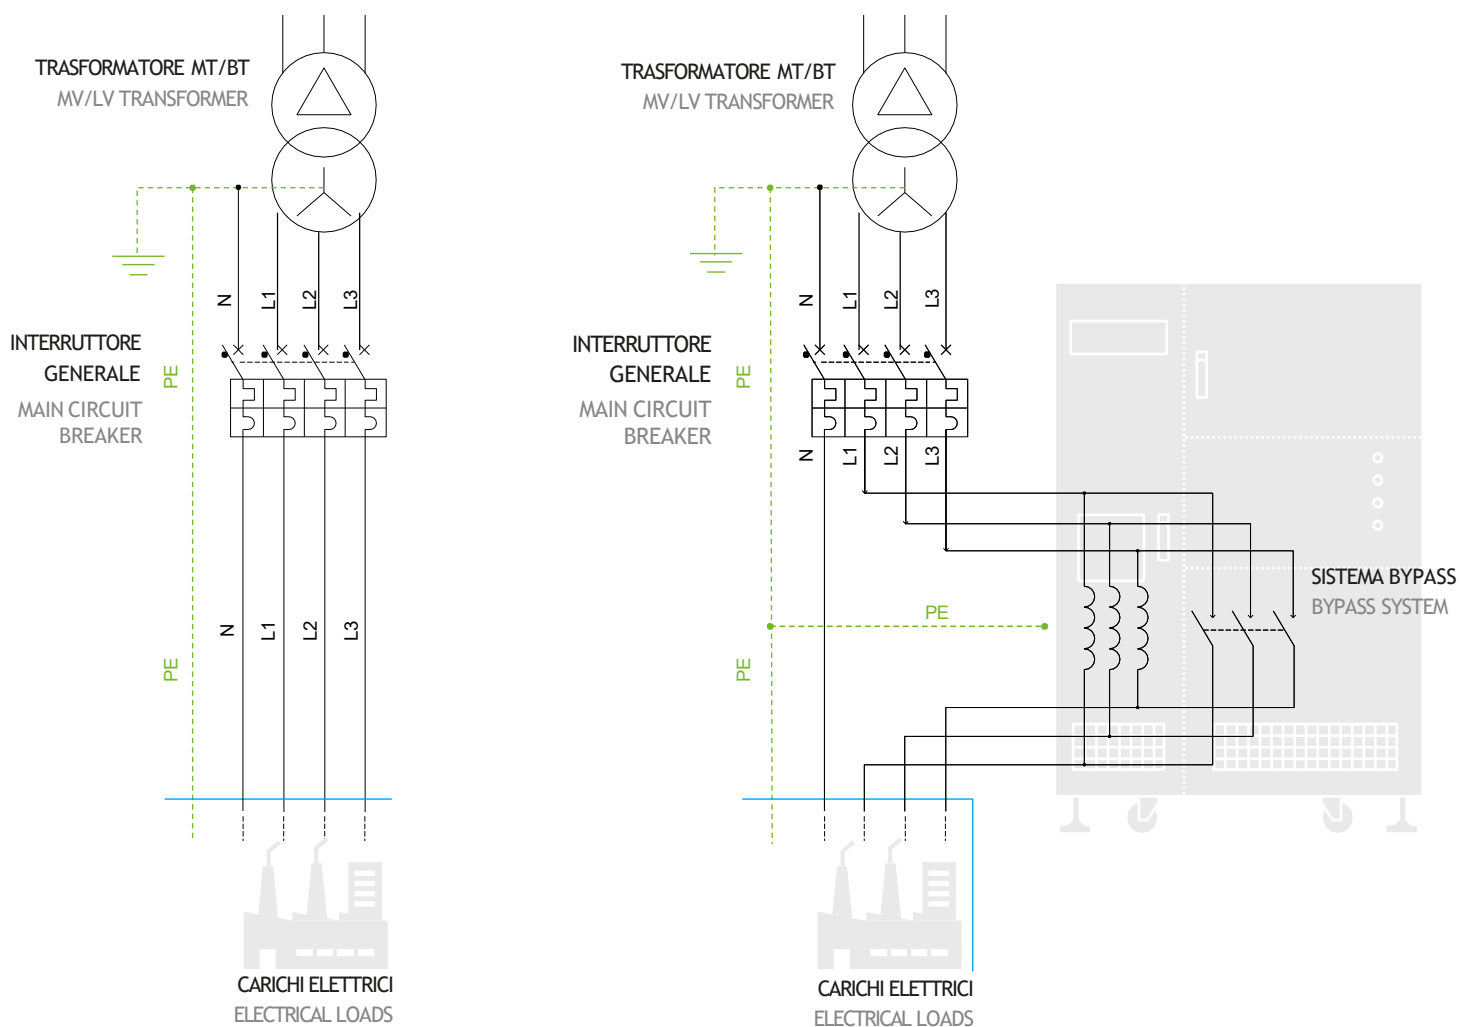 TRASFORMATORE MT/BT
MV/LV TRANSFORMER
N
L1
L2
L3
INTERRUTTORE
GENERALE
MAIN CIRCUIT
BREAKER
PE
N
L1
L2
L3
PE
CARICHI ELETTRICI
ELECTRICAL LOADS
TRASFORMATORE MT/BT
MV/LV TRANSFORMER
N
L1
L2
L3
INTERRUTTORE
GENERALE
MAIN CIRCUIT
BREAKER
PE
N
L1
L2
L3
SISTEMA BYPASS
BYPASS SYSTEM
PE
PE
CARICHI ELETTRICI
ELECTRICAL LOADS